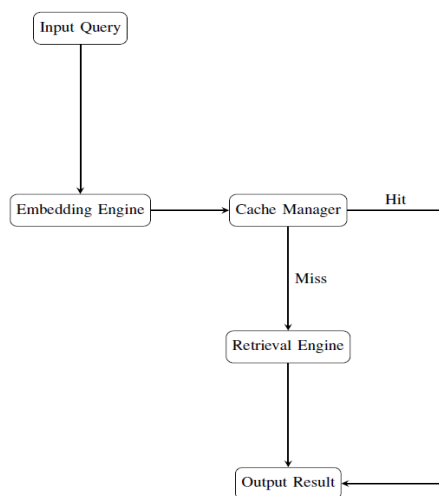 Input Query
Embedding Engine
Cache Manager
Hit
Miss
Retrieval Engine
Output Result